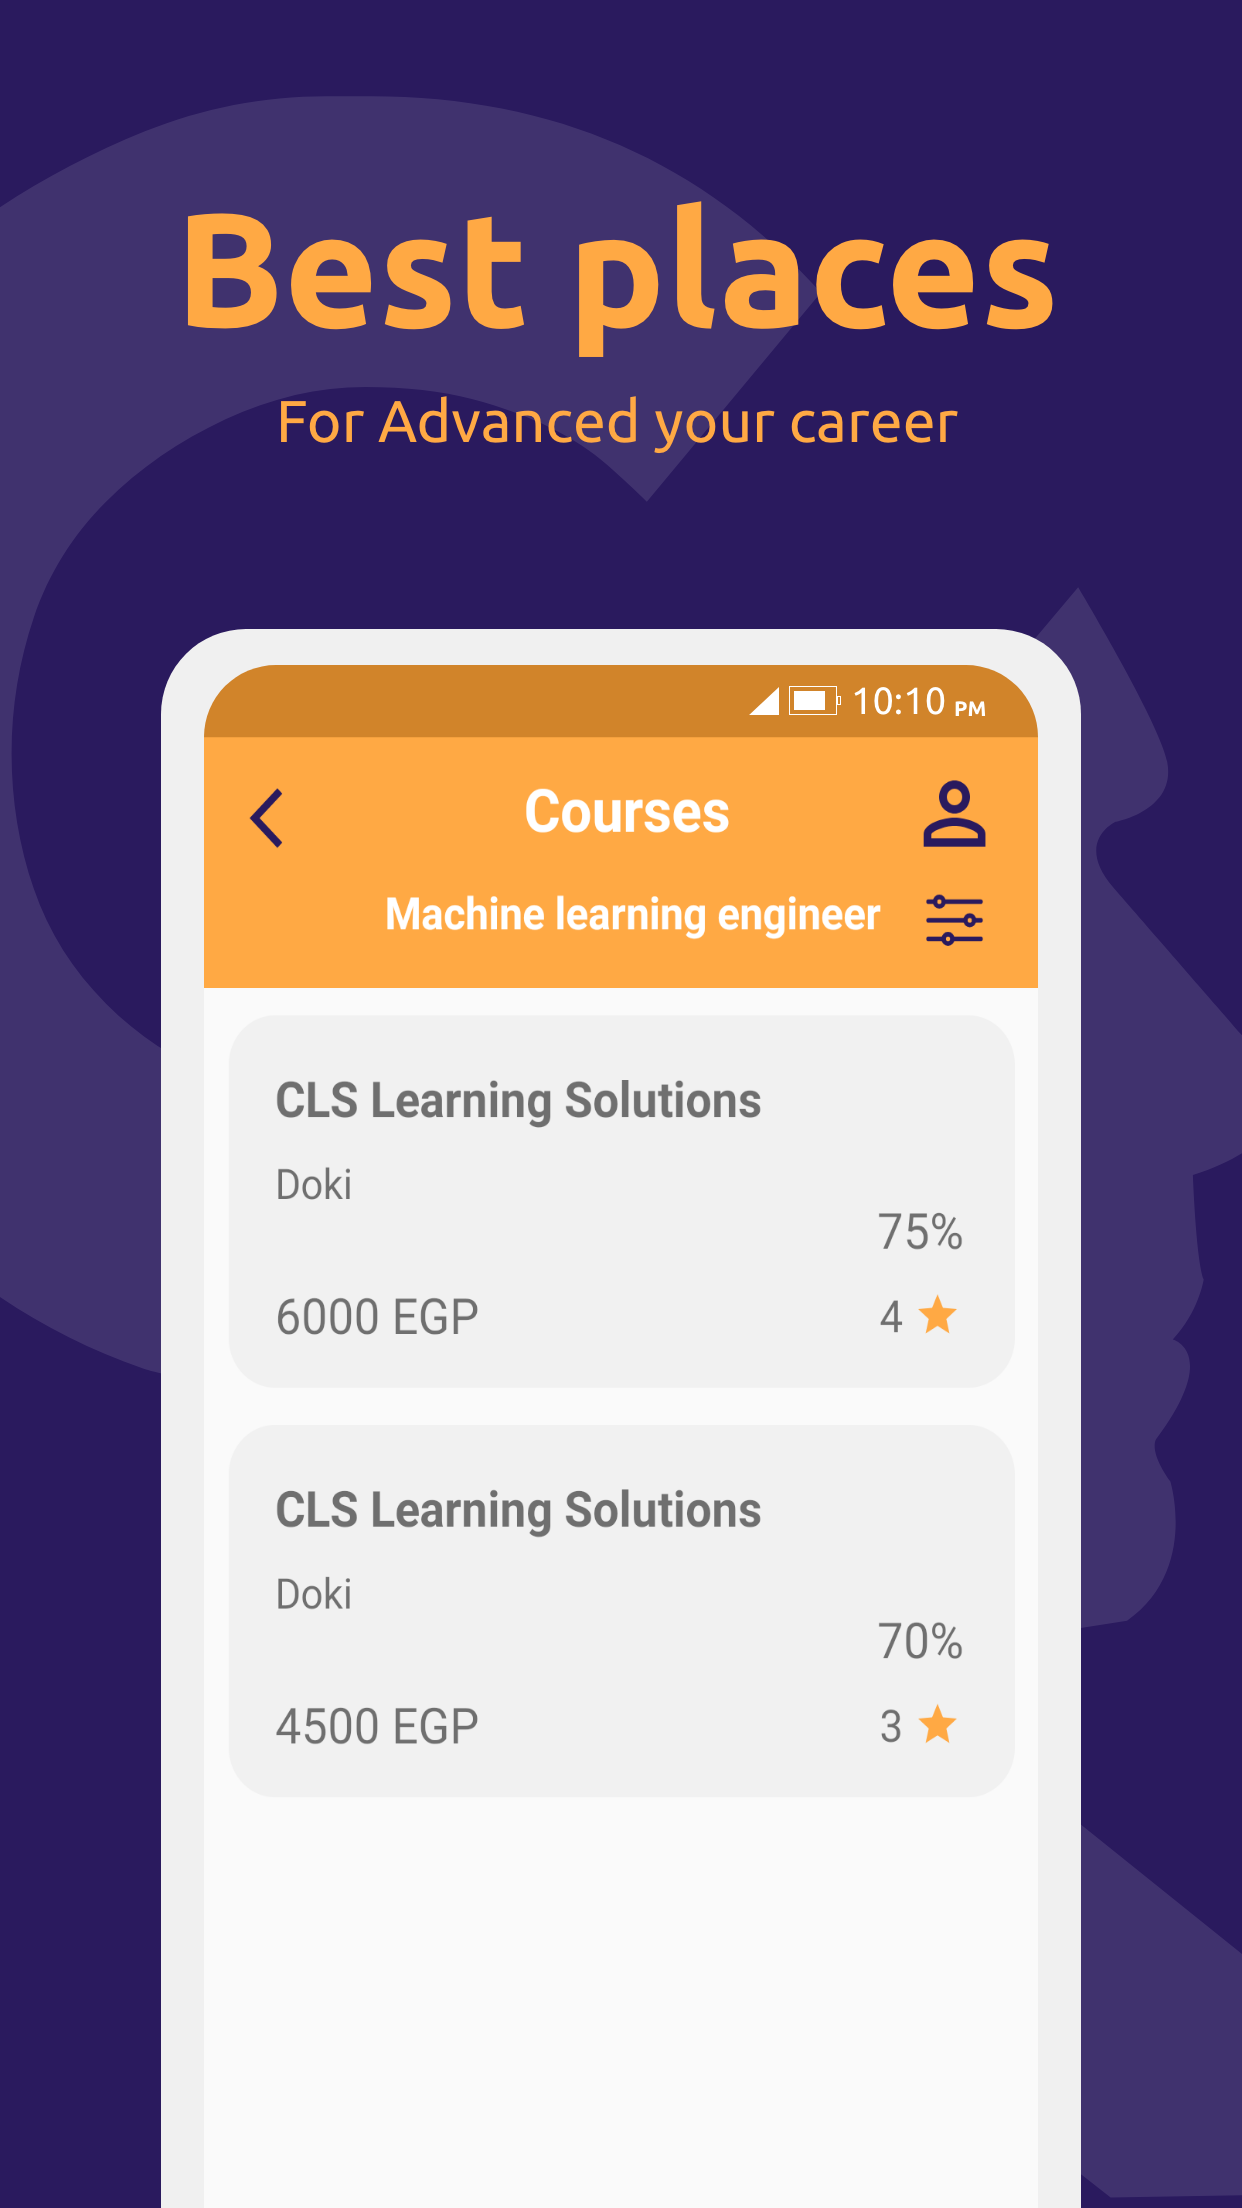 Best places
For Advanced your career
10:10 PM
Courses
Machine learning engineer
CLS Learning Solutions
Doki
75%
6000 EGP
4
CLS Learning Solutions
Doki
70%
4500 EGP
3